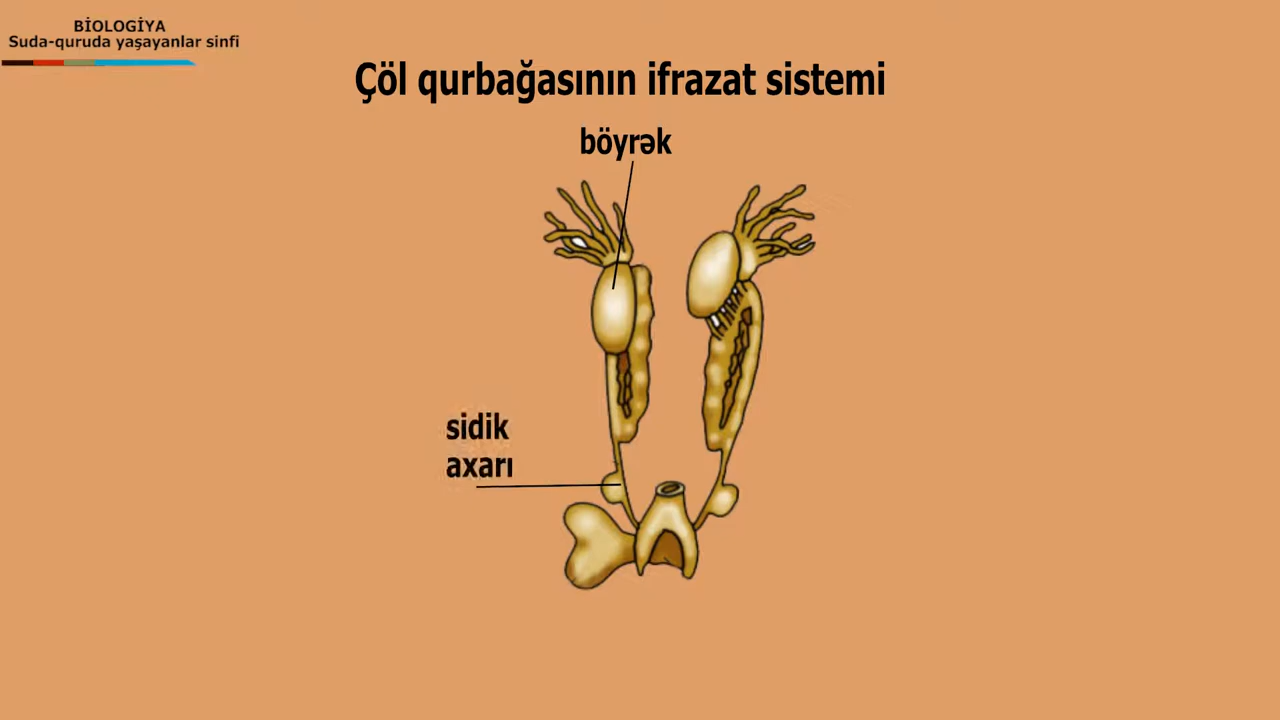 BİOLOGİYA
Suda-quruda yaşayanlar sinfi
Çöl qurbağasının ifrazat sistemi
böyrək
sidik
axarı